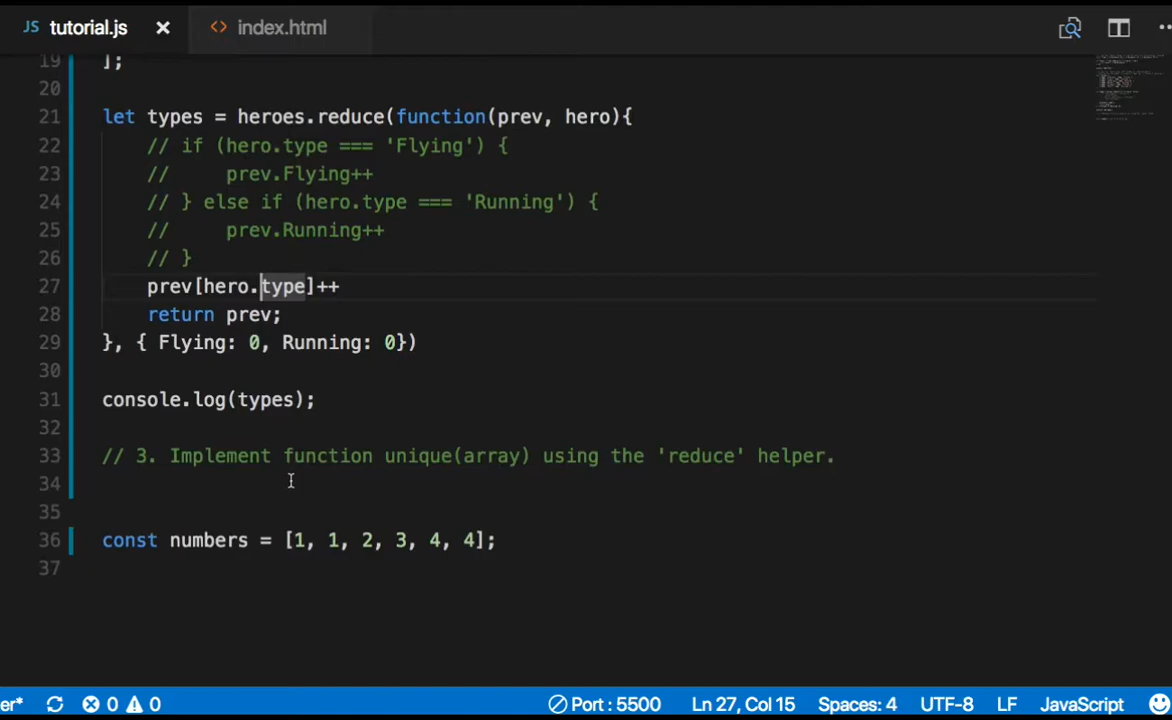 JS tutorial.js × <> index.html
19 ];
20
21 let types = heroes.reduce(function(prev, hero){
22 // if (hero.type === 'Flying') {
23 //     prev.Flying++
24 // } else if (hero.type === 'Running') {
25 //     prev.Running++
26 // }
27 prev[hero.type]++
28 return prev;
29 }, { Flying: 0, Running: 0})
30
31 console.log(types);
32
33 // 3. Implement function unique(array) using the 'reduce' helper.
34
35
36 const numbers = [1, 1, 2, 3, 4, 4];
37
er* 0 0 Port : 5500 Ln 27, Col 15 Spaces: 4 UTF-8 LF JavaScript